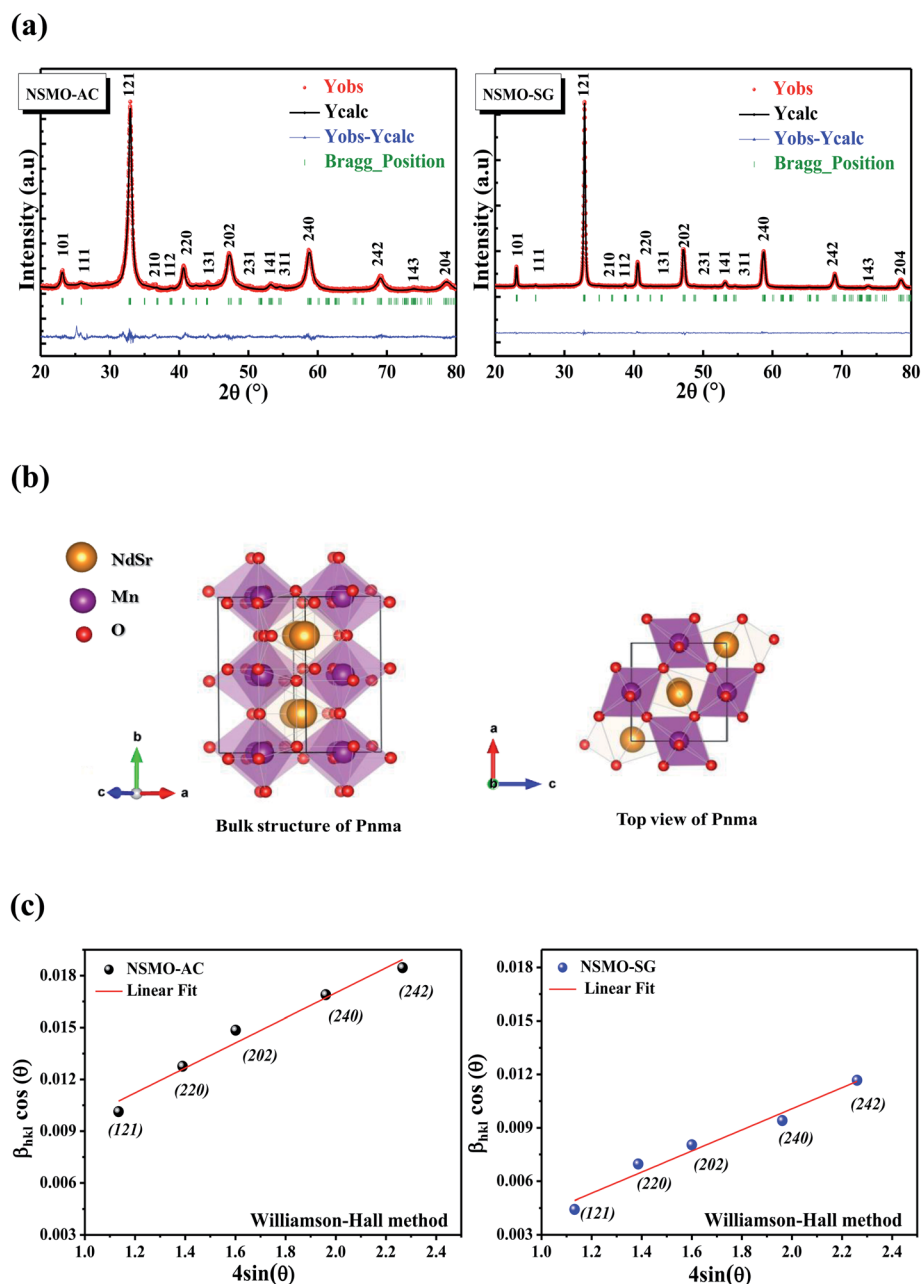 (a)
NSMO-AC
121
Yobs
Ycalc
Yobs-Ycalc
Bragg_Position
Intensity (a.u)
101
111
210
112
220
131
202
231
141
311
240
242
143
204
20 30 40 50 60 70 80
2θ (°)
NSMO-SG
121
Yobs
Ycalc
Yobs-Ycalc
Bragg_Position
Intensity (a.u)
101
111
210
112
220
131
202
231
141
311
240
242
143
204
20 30 40 50 60 70 80
2θ (°)
(b)
NdSr
Mn
O
b
c
a
Bulk structure of Pnma
a
b
c
Top view of Pnma
(c)
NSMO-AC
Linear Fit
0.018
0.015
0.012
0.009
0.006
0.003
βhkl cos (θ)
(121)
(220)
(202)
(240)
(242)
Williamson-Hall method
1.0 1.2 1.4 1.6 1.8 2.0 2.2 2.4
4sin(θ)
NSMO-SG
Linear Fit
0.018
0.015
0.012
0.009
0.006
0.003
βhkl cos (θ)
(121)
(220)
(202)
(240)
(242)
Williamson-Hall method
1.0 1.2 1.4 1.6 1.8 2.0 2.2 2.4
4sin(θ)